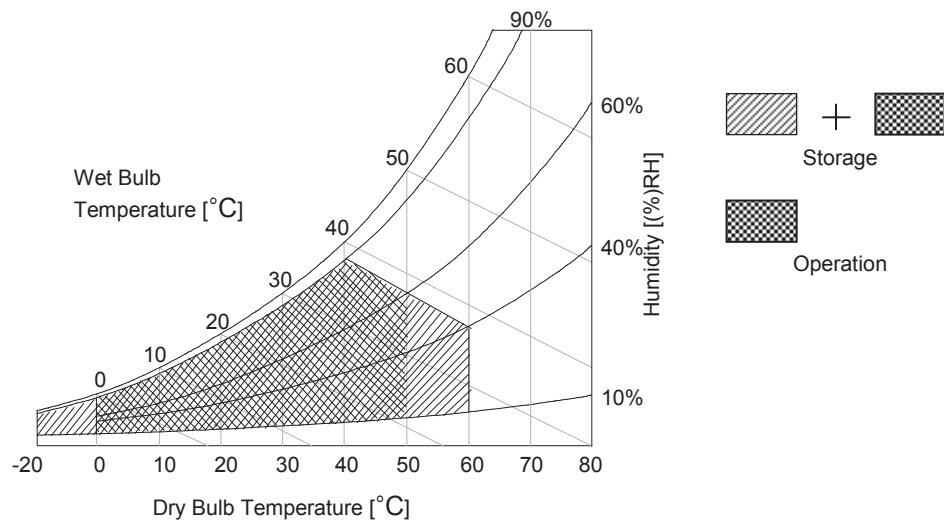 90%
60
60%
50
Storage
Wet Bulb
Temperature [°C]
40
Humidity [(%)RH]
40%
30
Operation
20
10
0
10%
-20 0 10 20 30 40 50 60 70 80
Dry Bulb Temperature [°C]